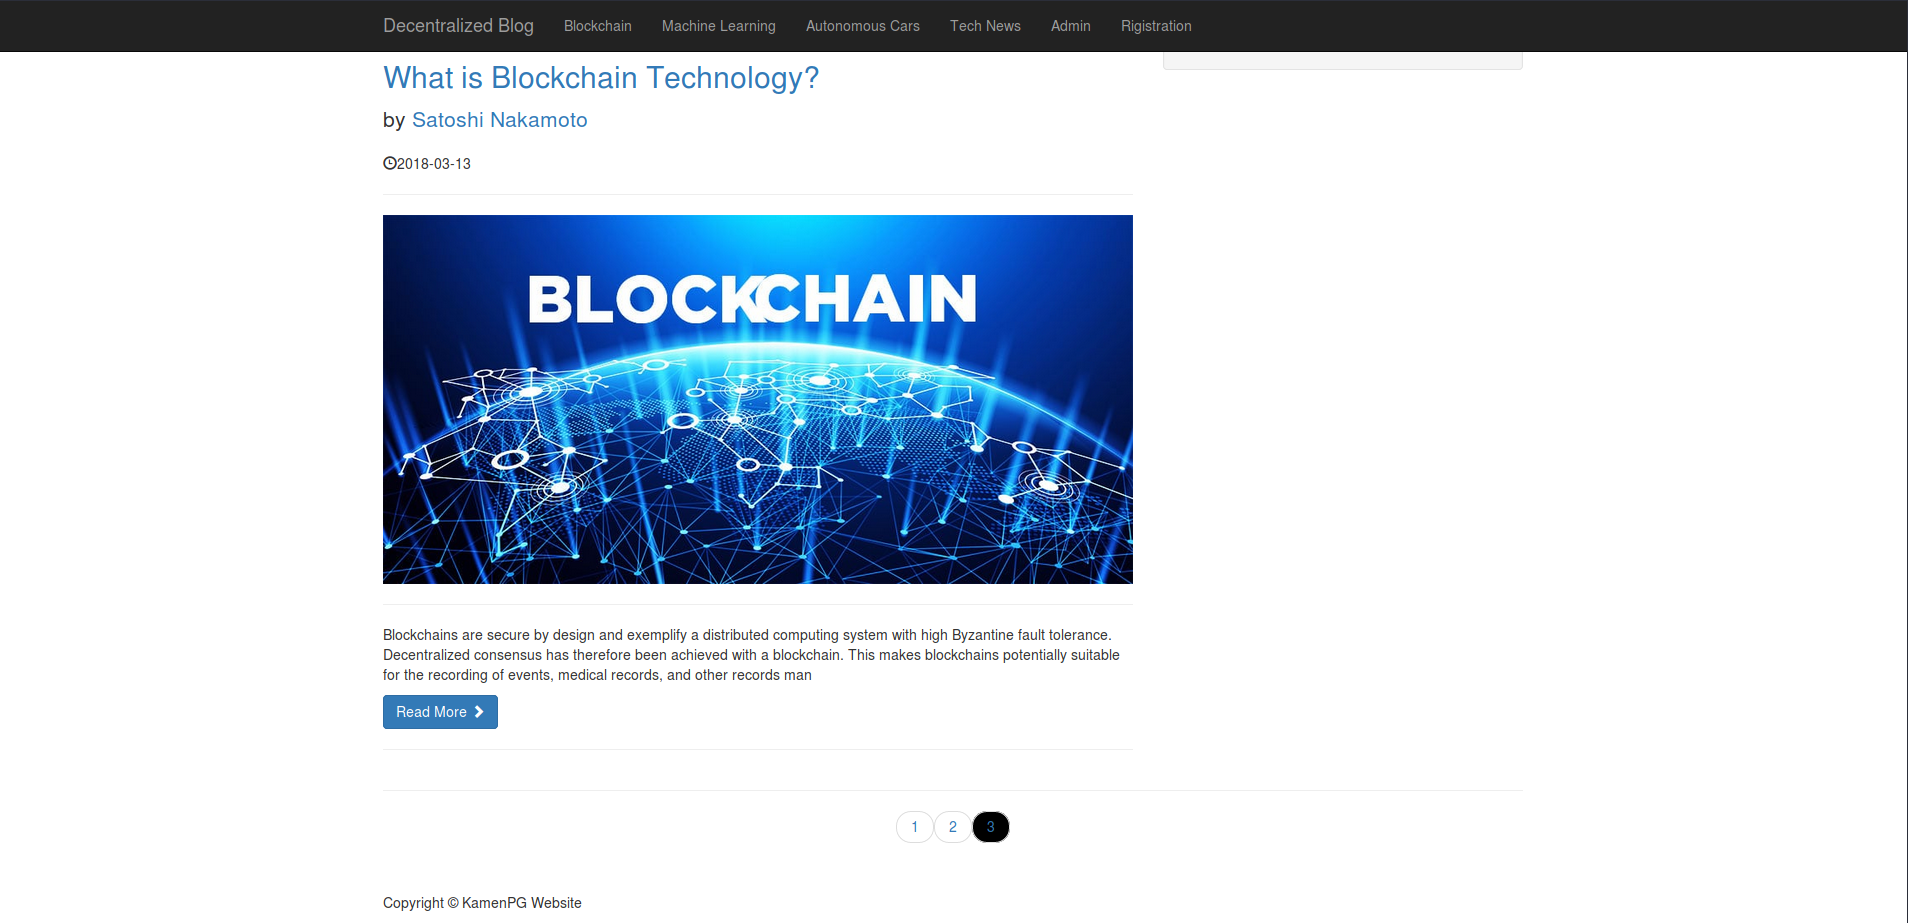 Decentralized Blog Blockchain Machine Learning Autonomous Cars Tech News Admin Rigistration
What is Blockchain Technology?
by Satoshi Nakamoto
2018-03-13
BLOCKCHAIN
Blockchains are secure by design and exemplify a distributed computing system with high Byzantine fault tolerance.
Decentralized consensus has therefore been achieved with a blockchain. This makes blockchains potentially suitable
for the recording of events, medical records, and other records man
Read More
1 2 3
Copyright © KamenPG Website